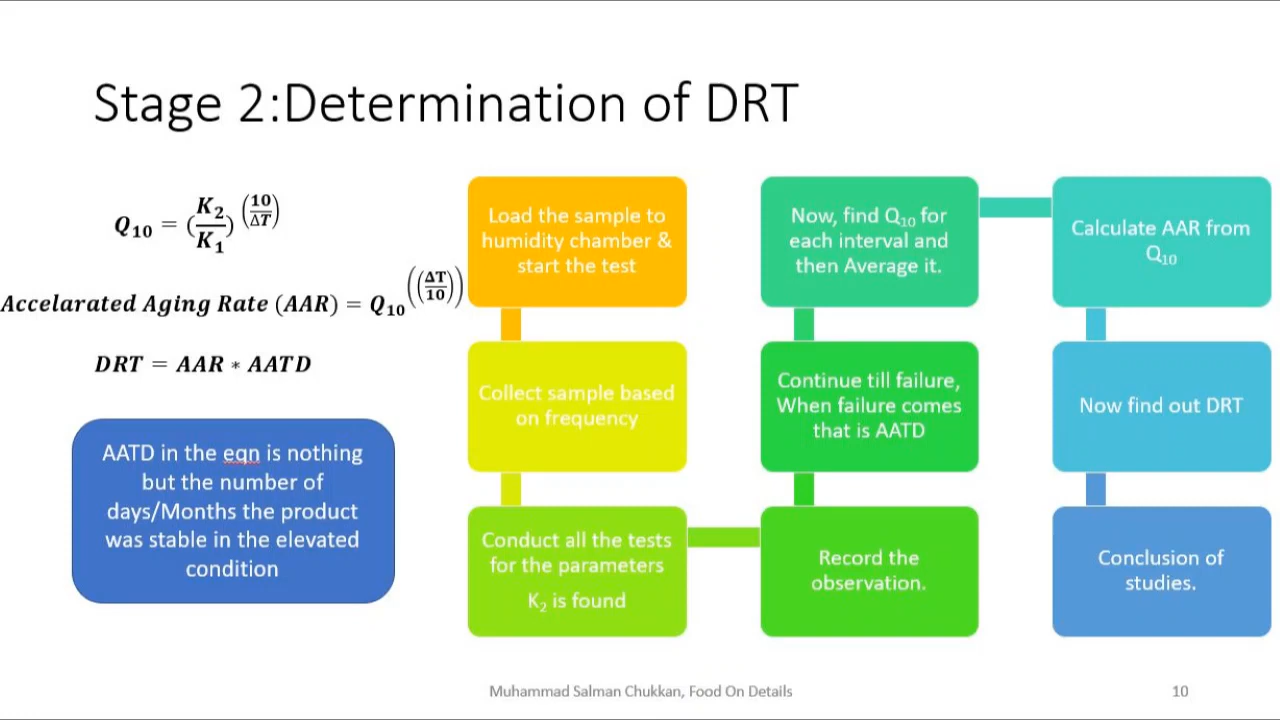 Stage 2:Determination of DRT
Q₁₀ = (K₂/K₁)^(10/ΔT)
Accelarated Aging Rate (AAR) = Q₁₀^((ΔT/10))
DRT = AAR * AATD
AATD in the eqn is nothing
but the number of
days/Months the product
was stable in the elevated
condition
Load the sample to
humidity chamber &
start the test
Collect sample based
on frequency
Conduct all the tests
for the parameters
K₂ is found
Record the
observation.
Continue till failure,
When failure comes
that is AATD
Now, find Q₁₀ for
each interval and
then Average it.
Calculate AAR from
Q₁₀
Now find out DRT
Conclusion of
studies.
Muhammad Salman Chukkan, Food On Details
10